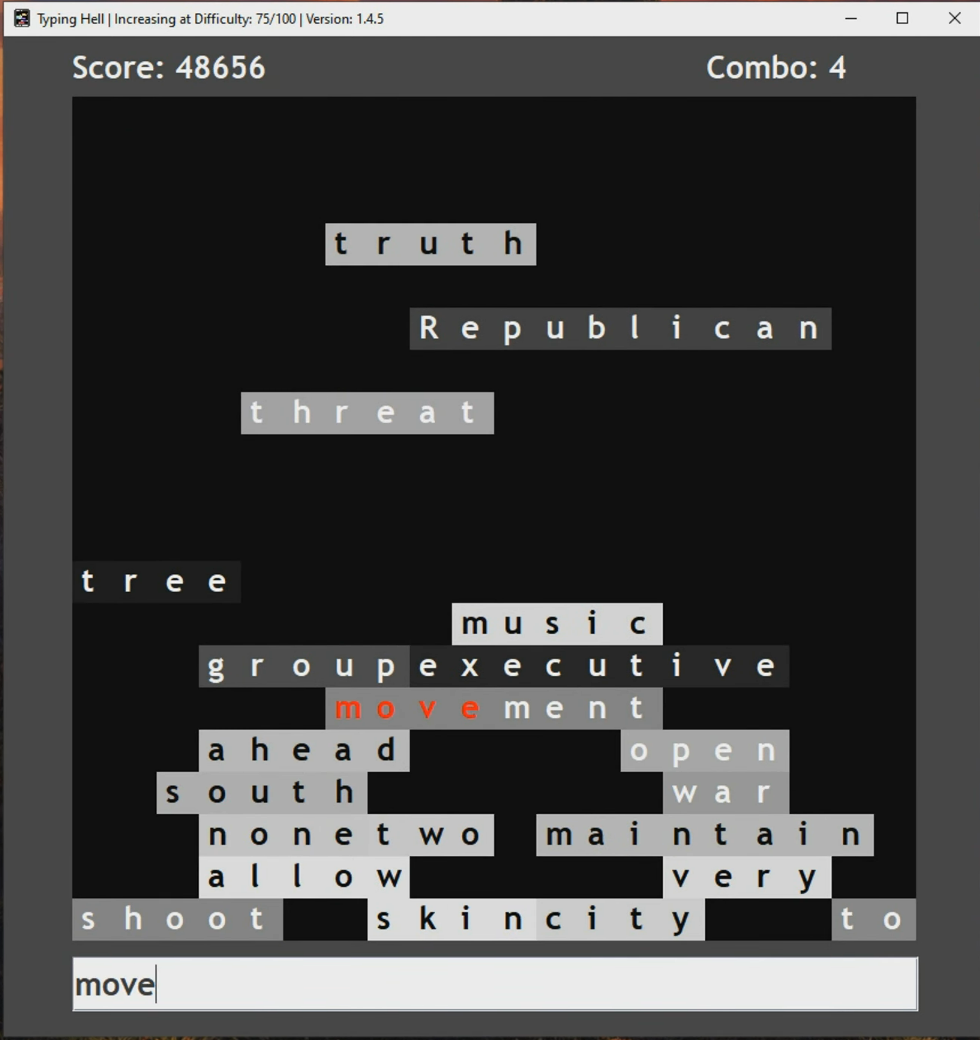 Typing Hell | Increasing at Difficulty: 75/100 | Version: 1.4.5
Score: 48656 Combo: 4
truth
Republican
threat
tree
music
group executive
movement
ahead open
south war
none two maintain
allow very
shoot skin city to
move